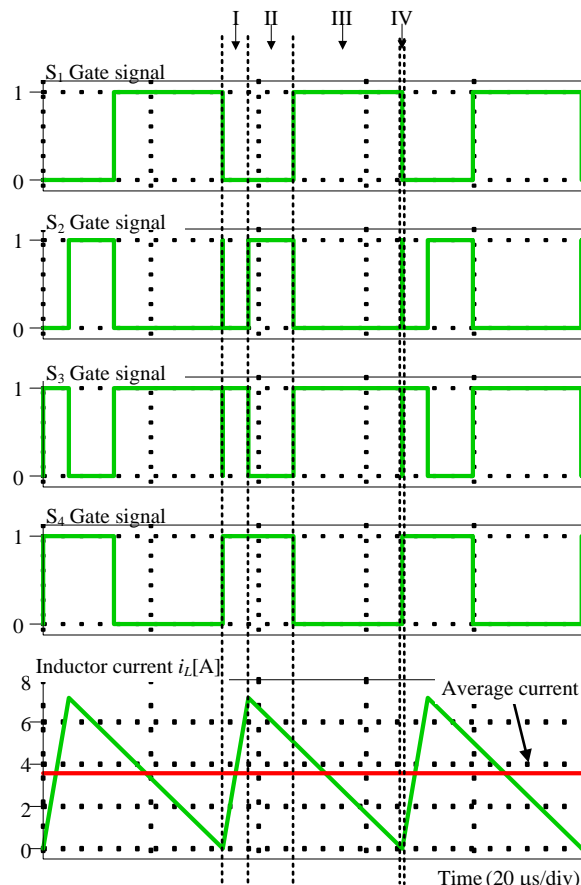 I II III IV
S1 Gate signal
1
0
S2 Gate signal
1
0
S3 Gate signal
1
0
S4 Gate signal
1
0
Inductor current iL[A]
8
Average current
6
4
2
0
Time (20 μs/div)